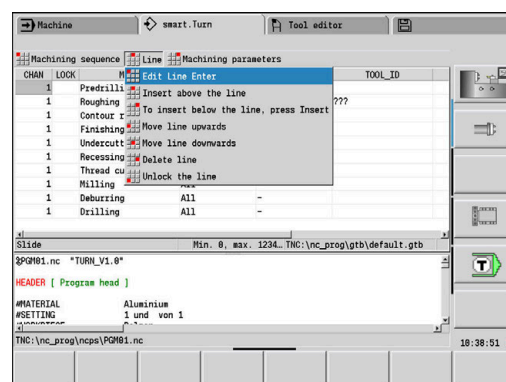 Machine smart.Turn Tool editor
Machining sequence Line Machining parameters
CHAN LOCK M TOOL_ID
Edit Line Enter
Insert above the line
To insert below the line, press Insert
Move line upwards
Move line downwards
Delete line
Unlock the line
1 Predrilli
1 Roughing ???
1 Contour r
1 Finishing
1 Undercutt
1 Recessing
1 Thread cu
1 Milling All
1 Deburring All -
1 Drilling All -
Slide Min. 0, max. 1234… TNC:\nc_prog\gtb\default.gtb
%PGM01.nc "TURN_V1.0"
HEADER [ Program head ]
#MATERIAL Aluminium
#SETTING 1 und von 1
TNC:\nc_prog\ncps\PGM01.nc
T
10:38:51